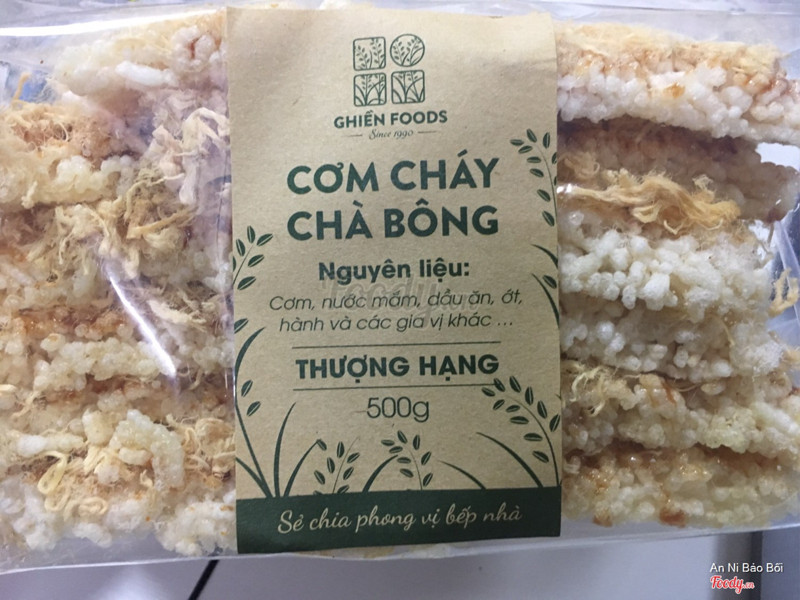 GHIỀN FOODS
Since 1990
CƠM CHÁY
CHÀ BÔNG
Nguyên liệu:
Cơm, nước mắm, dầu ăn, ớt,
hành và các gia vị khác ...
THƯỢNG HẠNG
500g
Sẻ chia phong vị bếp nhà
An Ni Bảo Bối
Foody.vn